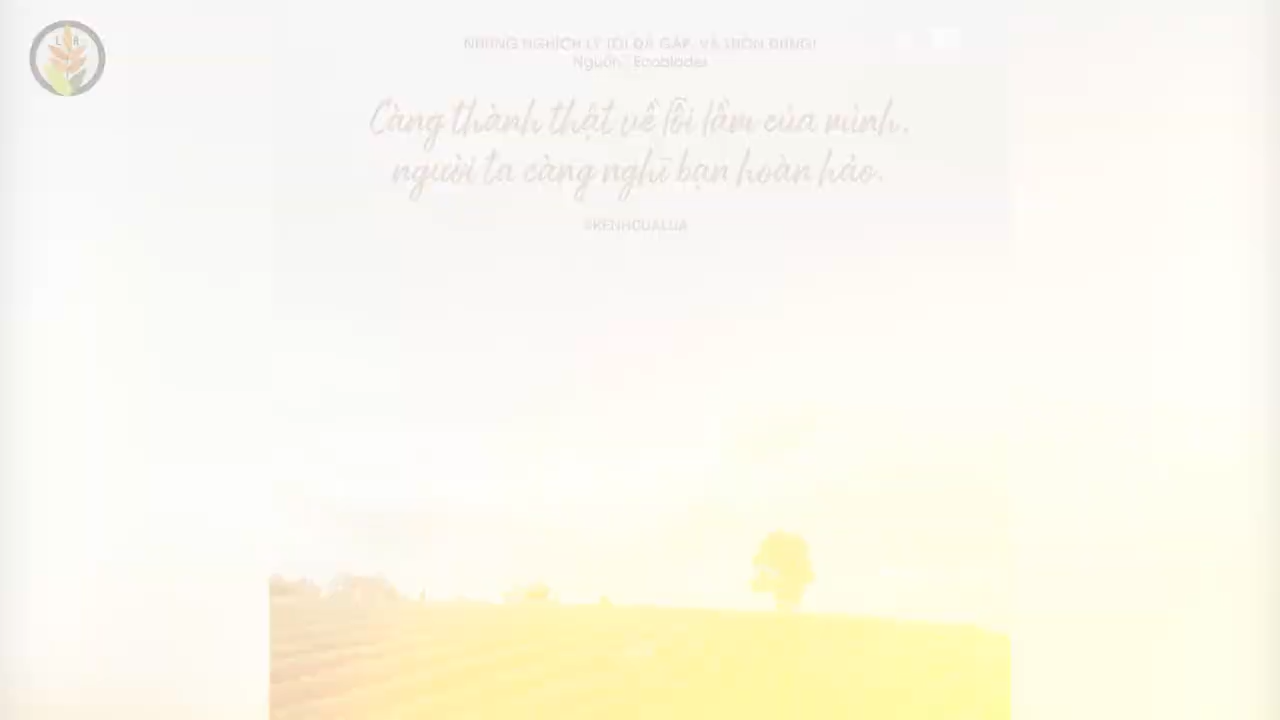 L R
NHỮNG NGHỊCH LÝ TÔI ĐÃ GẶP, VÀ LUÔN ĐÚNG!
Nguồn: Ecoblader
Càng thành thật về lỗi lầm của mình,
người ta càng nghĩ bạn hoàn hảo.
#KENHCUALUA